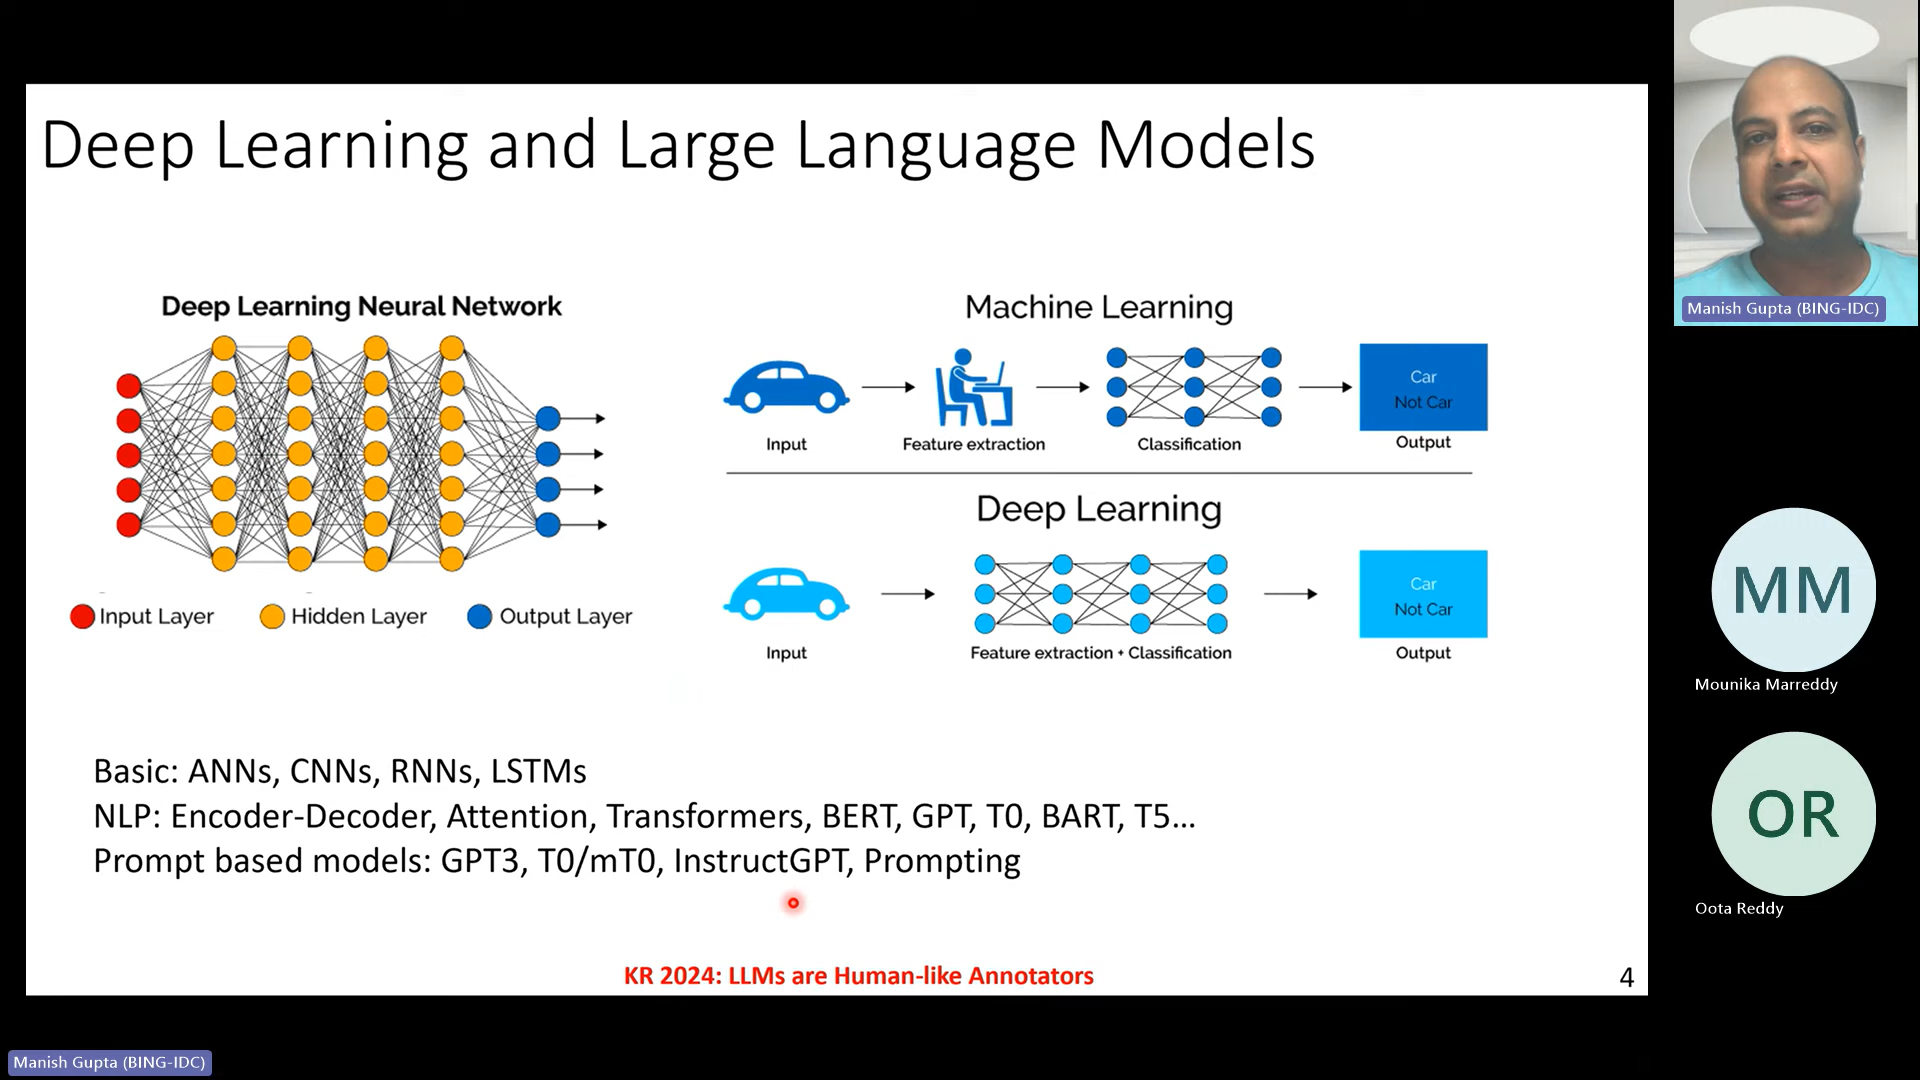 Deep Learning and Large Language Models
Deep Learning Neural Network
Input Layer
Hidden Layer
Output Layer
Machine Learning
Input
Feature extraction
Classification
Car
Not Car
Output
Deep Learning
Input
Feature extraction + Classification
Car
Not Car
Output
Basic: ANNs, CNNs, RNNs, LSTMs
NLP: Encoder-Decoder, Attention, Transformers, BERT, GPT, T0, BART, T5...
Prompt based models: GPT3, T0/mT0, InstructGPT, Prompting
KR 2024: LLMs are Human-like Annotators
4
Manish Gupta (BING-IDC)
MM
Mounika Marreddy
OR
Oota Reddy
Manish Gupta (BING-IDC)